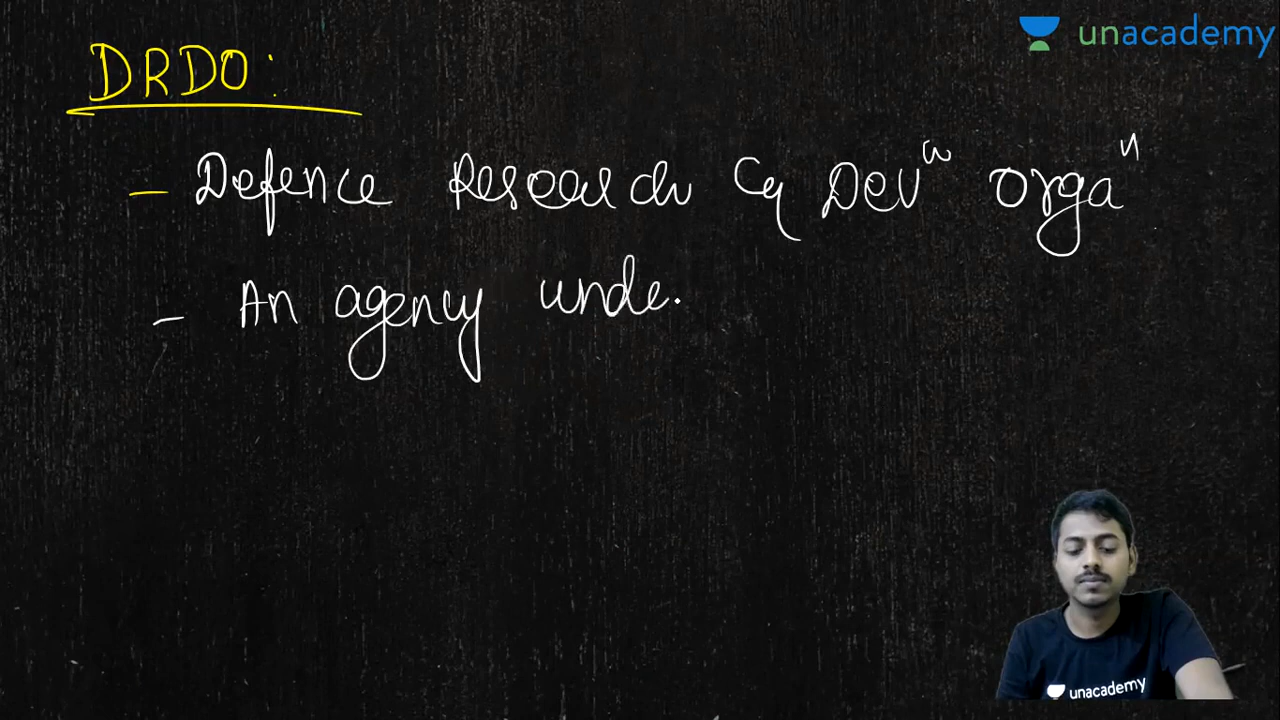 unacademy
DRDO:
- Defence Research & Devn Organ
- An agency unde.
unacademy